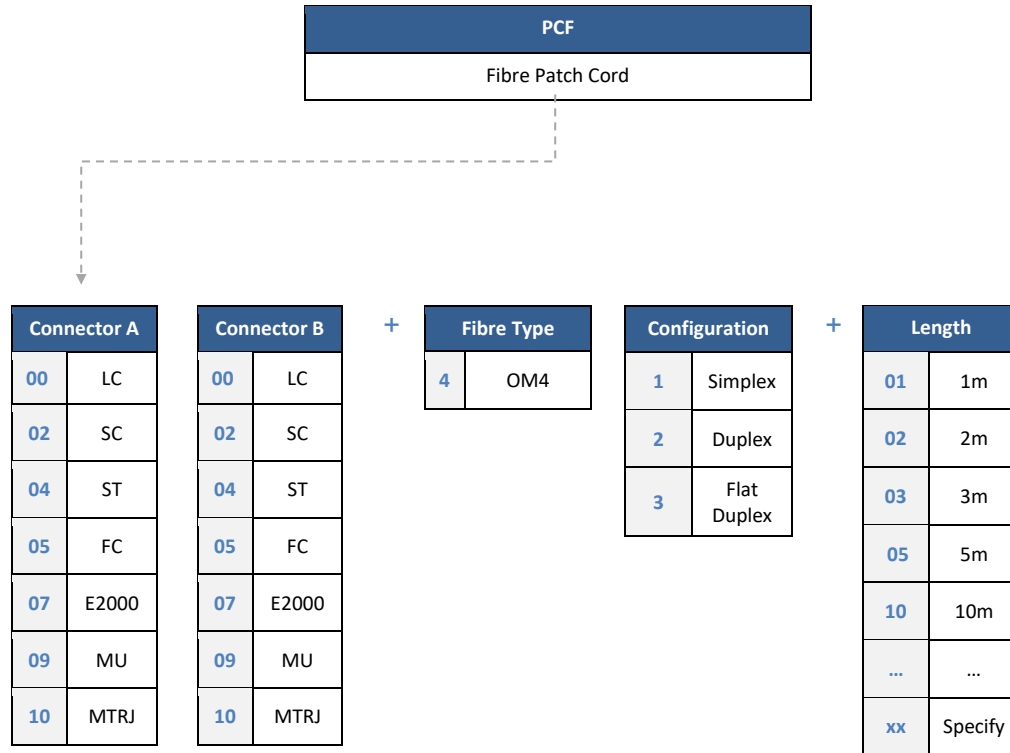 PCF
Fibre Patch Cord
Connector A
00 LC
02 SC
04 ST
05 FC
07 E2000
09 MU
10 MTRJ
Connector B
00 LC
02 SC
04 ST
05 FC
07 E2000
09 MU
10 MTRJ
+
Fibre Type
4 OM4
Configuration
1 Simplex
2 Duplex
3 Flat
Duplex
+
Length
01 1m
02 2m
03 3m
05 5m
10 10m
... ...
xx Specify